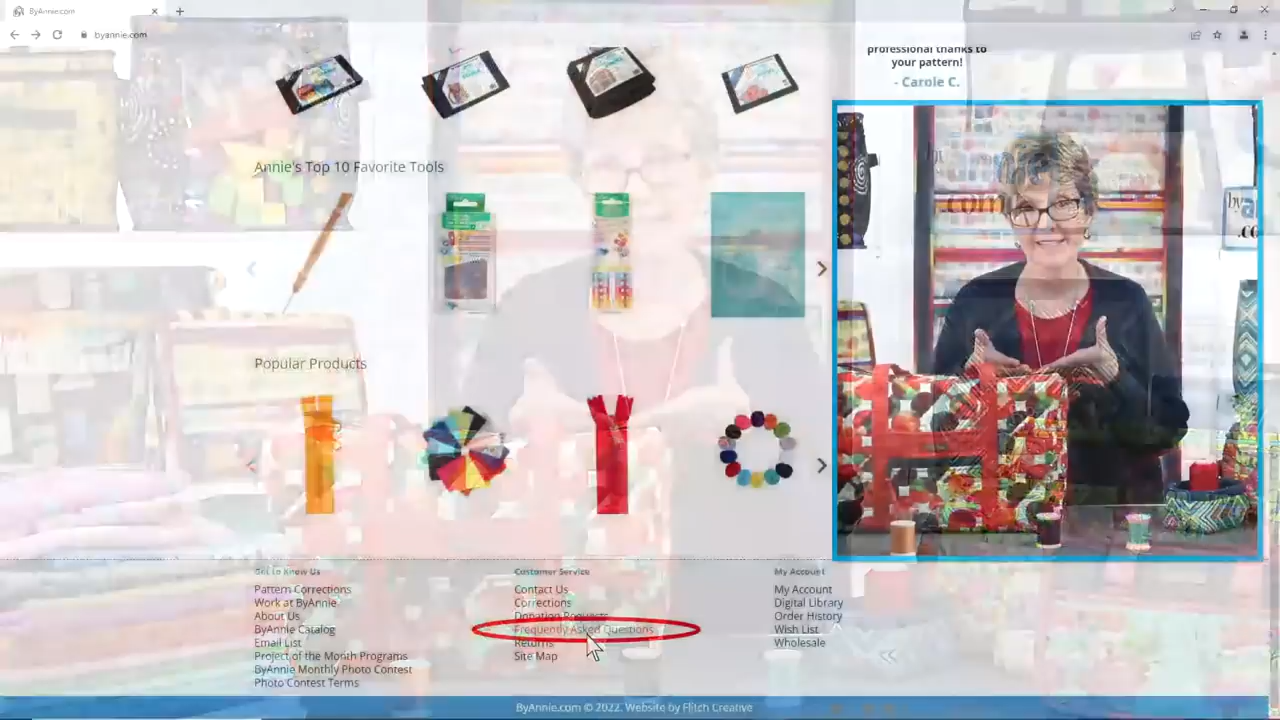 ByAnnie.com
byannie.com
professional thanks to
your pattern!
- Carole C.
Annie's Top 10 Favorite Tools
Popular Products
Get to Know Us
Pattern Corrections
Work at ByAnnie
About Us
ByAnnie Catalog
Email List
Project of the Month Programs
ByAnnie Monthly Photo Contest
Photo Contest Terms
Customer Service
Contact Us
Corrections
Donation Requests
Frequently Asked Questions
Returns
Site Map
My Account
My Account
Digital Library
Order History
Wish List
Wholesale
ByAnnie.com © 2022. Website by Flitch Creative